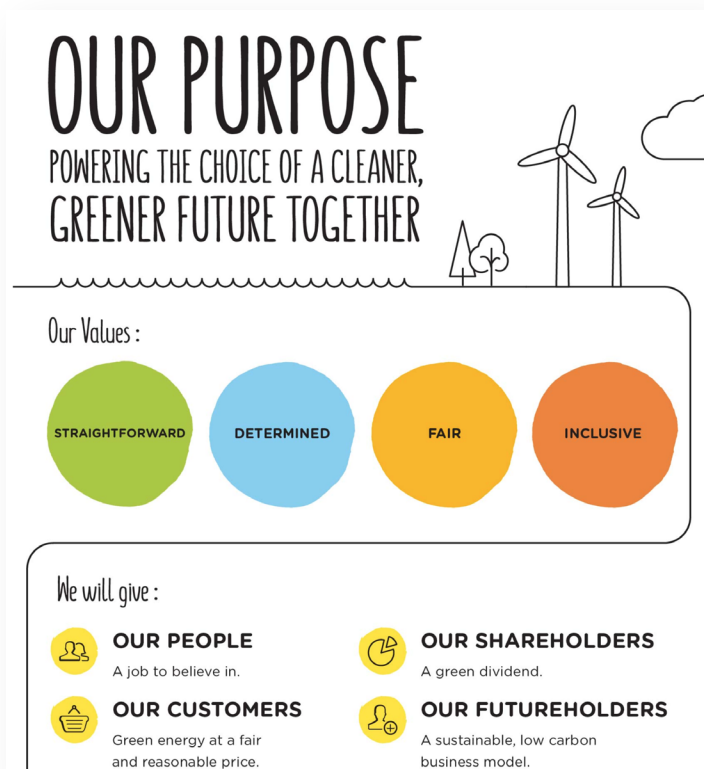 OUR PURPOSE
POWERING THE CHOICE OF A CLEANER,
GREENER FUTURE TOGETHER
Our Values :
STRAIGHTFORWARD
DETERMINED
FAIR
INCLUSIVE
We will give :
OUR PEOPLE
A job to believe in.
OUR SHAREHOLDERS
A green dividend.
OUR CUSTOMERS
Green energy at a fair
and reasonable price.
OUR FUTUREHOLDERS
A sustainable, low carbon
business model.